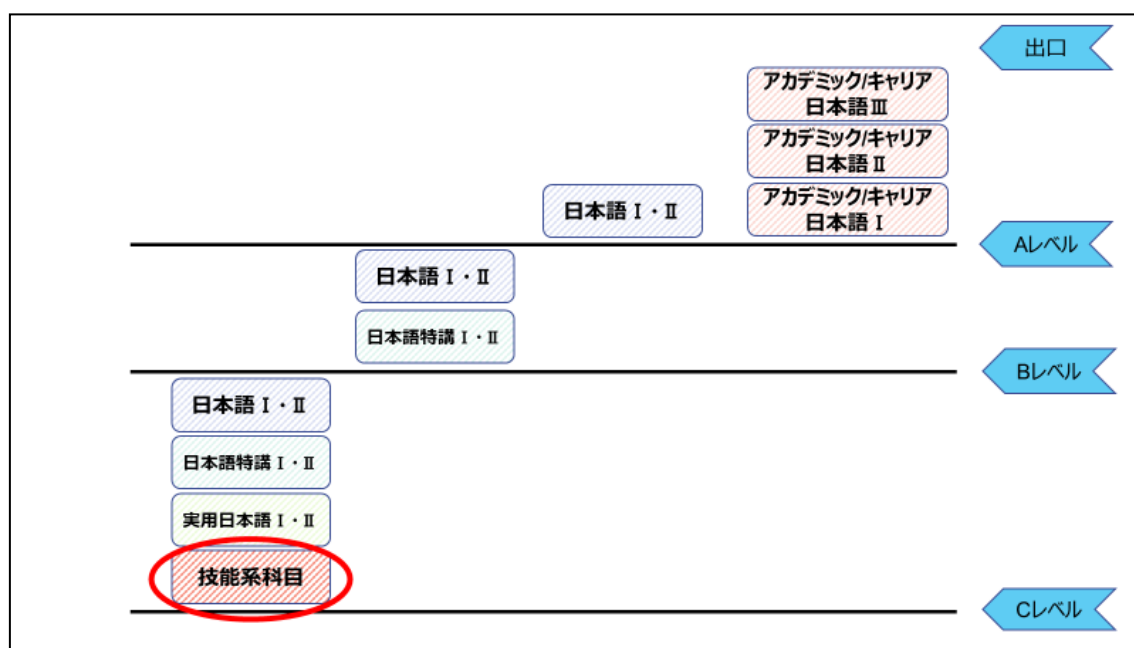 出口
アカデミック/キャリア
日本語Ⅲ
アカデミック/キャリア
日本語Ⅱ
日本語Ⅰ・Ⅱ
アカデミック/キャリア
日本語Ⅰ
Aレベル
日本語Ⅰ・Ⅱ
日本語特講Ⅰ・Ⅱ
Bレベル
日本語Ⅰ・Ⅱ
日本語特講Ⅰ・Ⅱ
実用日本語Ⅰ・Ⅱ
技能系科目
Cレベル